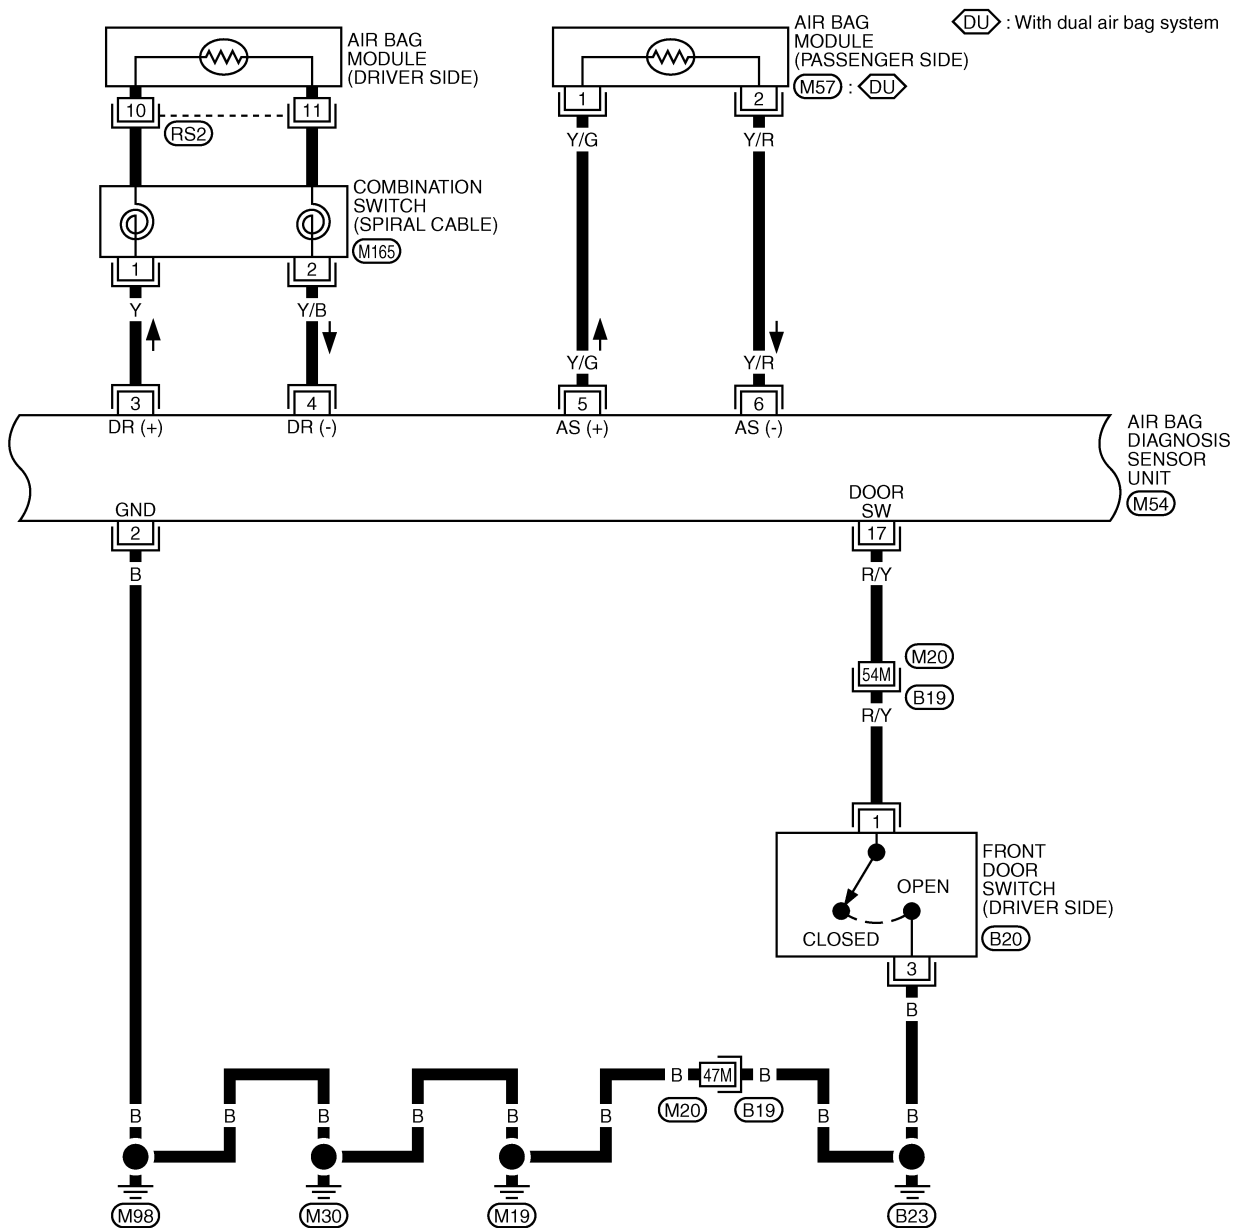 DU : With dual air bag system
AIR BAG
MODULE
(DRIVER SIDE)
AIR BAG
MODULE
(PASSENGER SIDE)
M57 : DU
10
11
RS2
1
2
Y/G
Y/R
COMBINATION
SWITCH
(SPIRAL CABLE)
M165
1
2
Y
Y/B
Y/G
Y/R
3
4
5
6
DR (+)
DR (-)
AS (+)
AS (-)
AIR BAG
DIAGNOSIS
SENSOR
UNIT
M54
GND
DOOR
SW
2
17
B
R/Y
54M
M20
B19
R/Y
1
FRONT
DOOR
SWITCH
(DRIVER SIDE)
B20
OPEN
CLOSED
3
B
B
47M
B
M20
B19
B
B
B
B
B
B
B
B
M98
M30
M19
B23